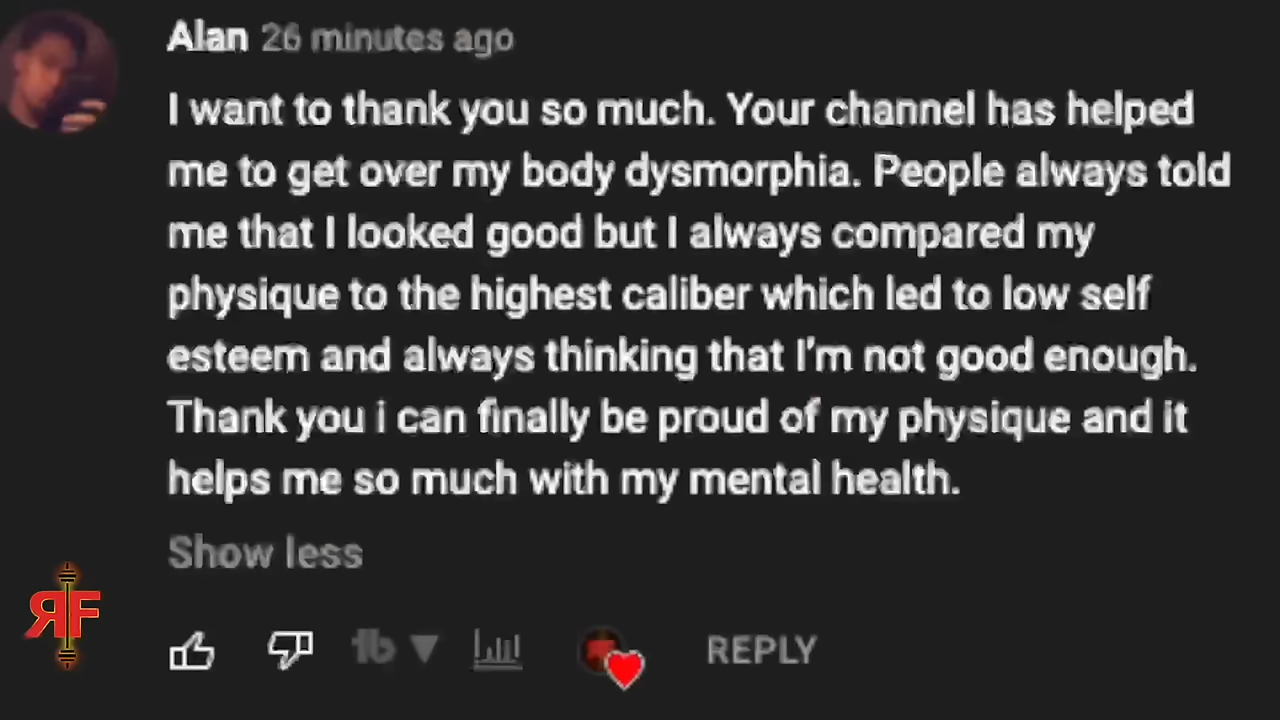 Alan 26 minutes ago
I want to thank you so much. Your channel has helped
me to get over my body dysmorphia. People always told
me that I looked good but I always compared my
physique to the highest caliber which led to low self
esteem and always thinking that I'm not good enough.
Thank you i can finally be proud of my physique and it
helps me so much with my mental health.
Show less
RF
tb
REPLY